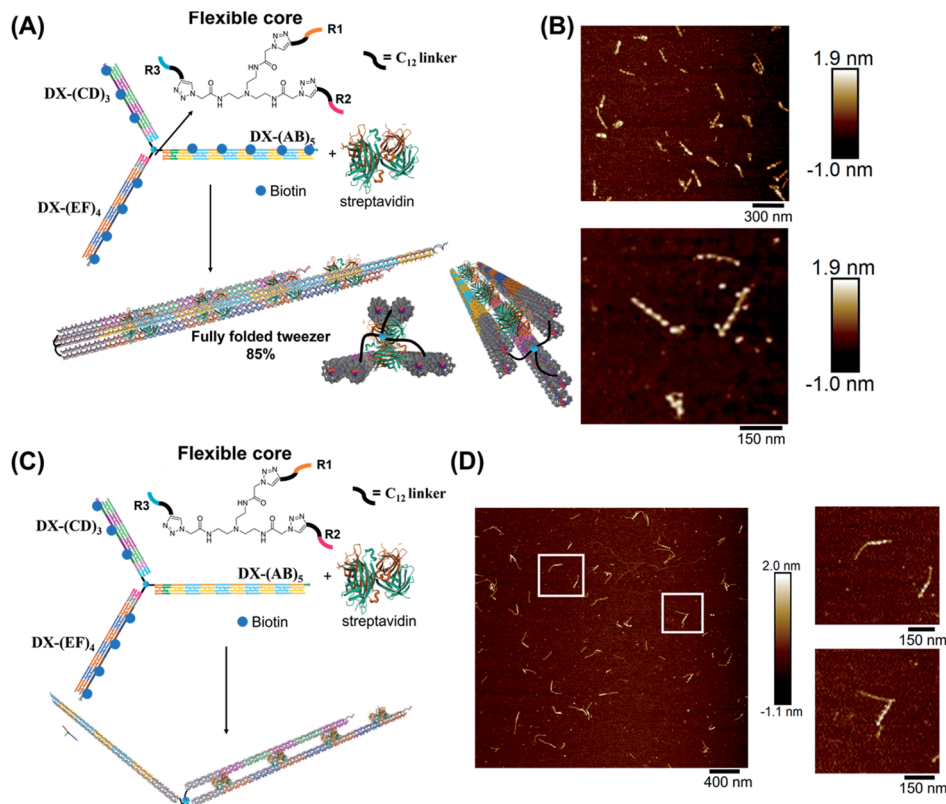 (A)
Flexible core
R1
N=N
N
O
NH
= C12 linker
R3
DX-(CD)3
N
N=N
O
N
H
N
N
H
O
N
N=N
R2
DX-(AB)5
+
DX-(EF)4
Biotin
streptavidin
Fully folded tweezer
85%
(B)
1.9 nm
-1.0 nm
300 nm
1.9 nm
-1.0 nm
150 nm
(C)
Flexible core
R1
N=N
N
O
NH
= C12 linker
R3
DX-(CD)3
N
N=N
O
N
H
N
N
H
O
N
N=N
R2
DX-(AB)5
+
DX-(EF)4
Biotin
streptavidin
(D)
2.0 nm
-1.1 nm
400 nm
150 nm
150 nm